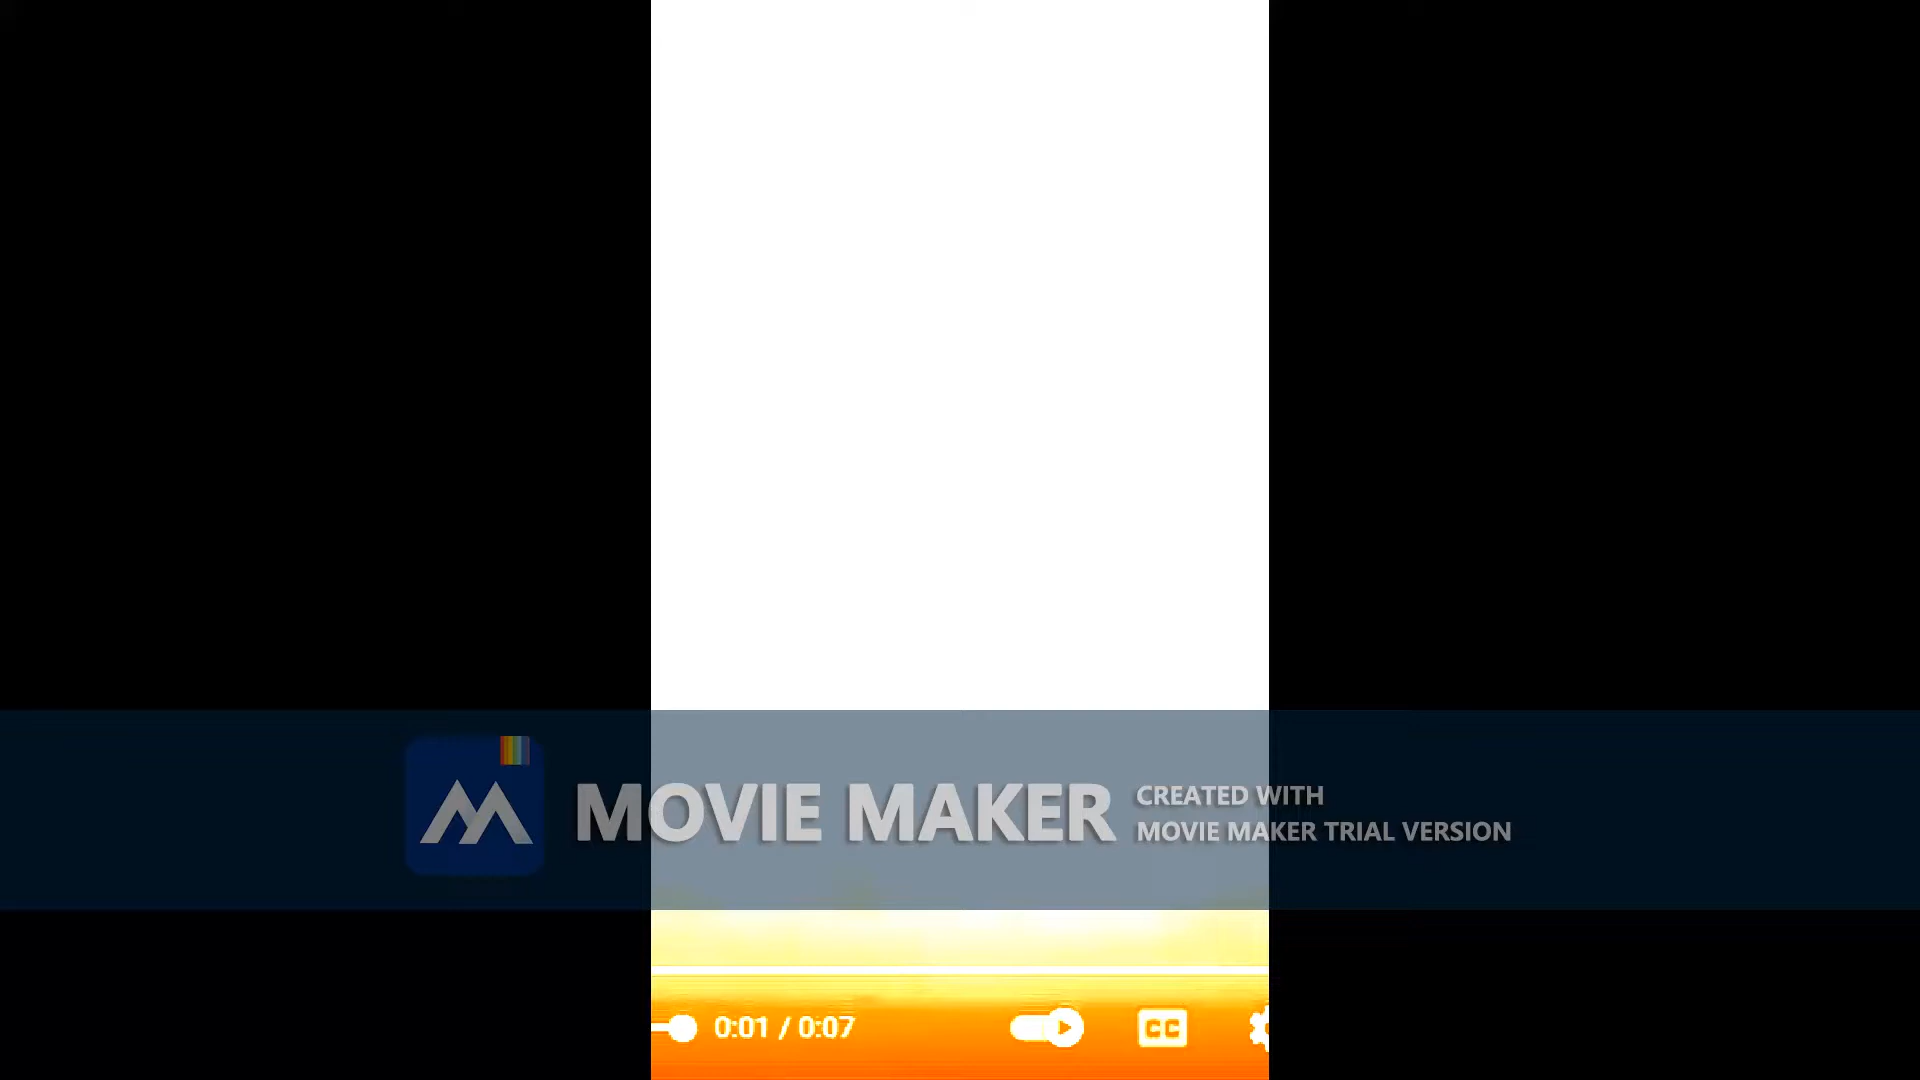 MOVIE MAKER
CREATED WITH
MOVIE MAKER TRIAL VERSION
0:01 / 0:07
CC